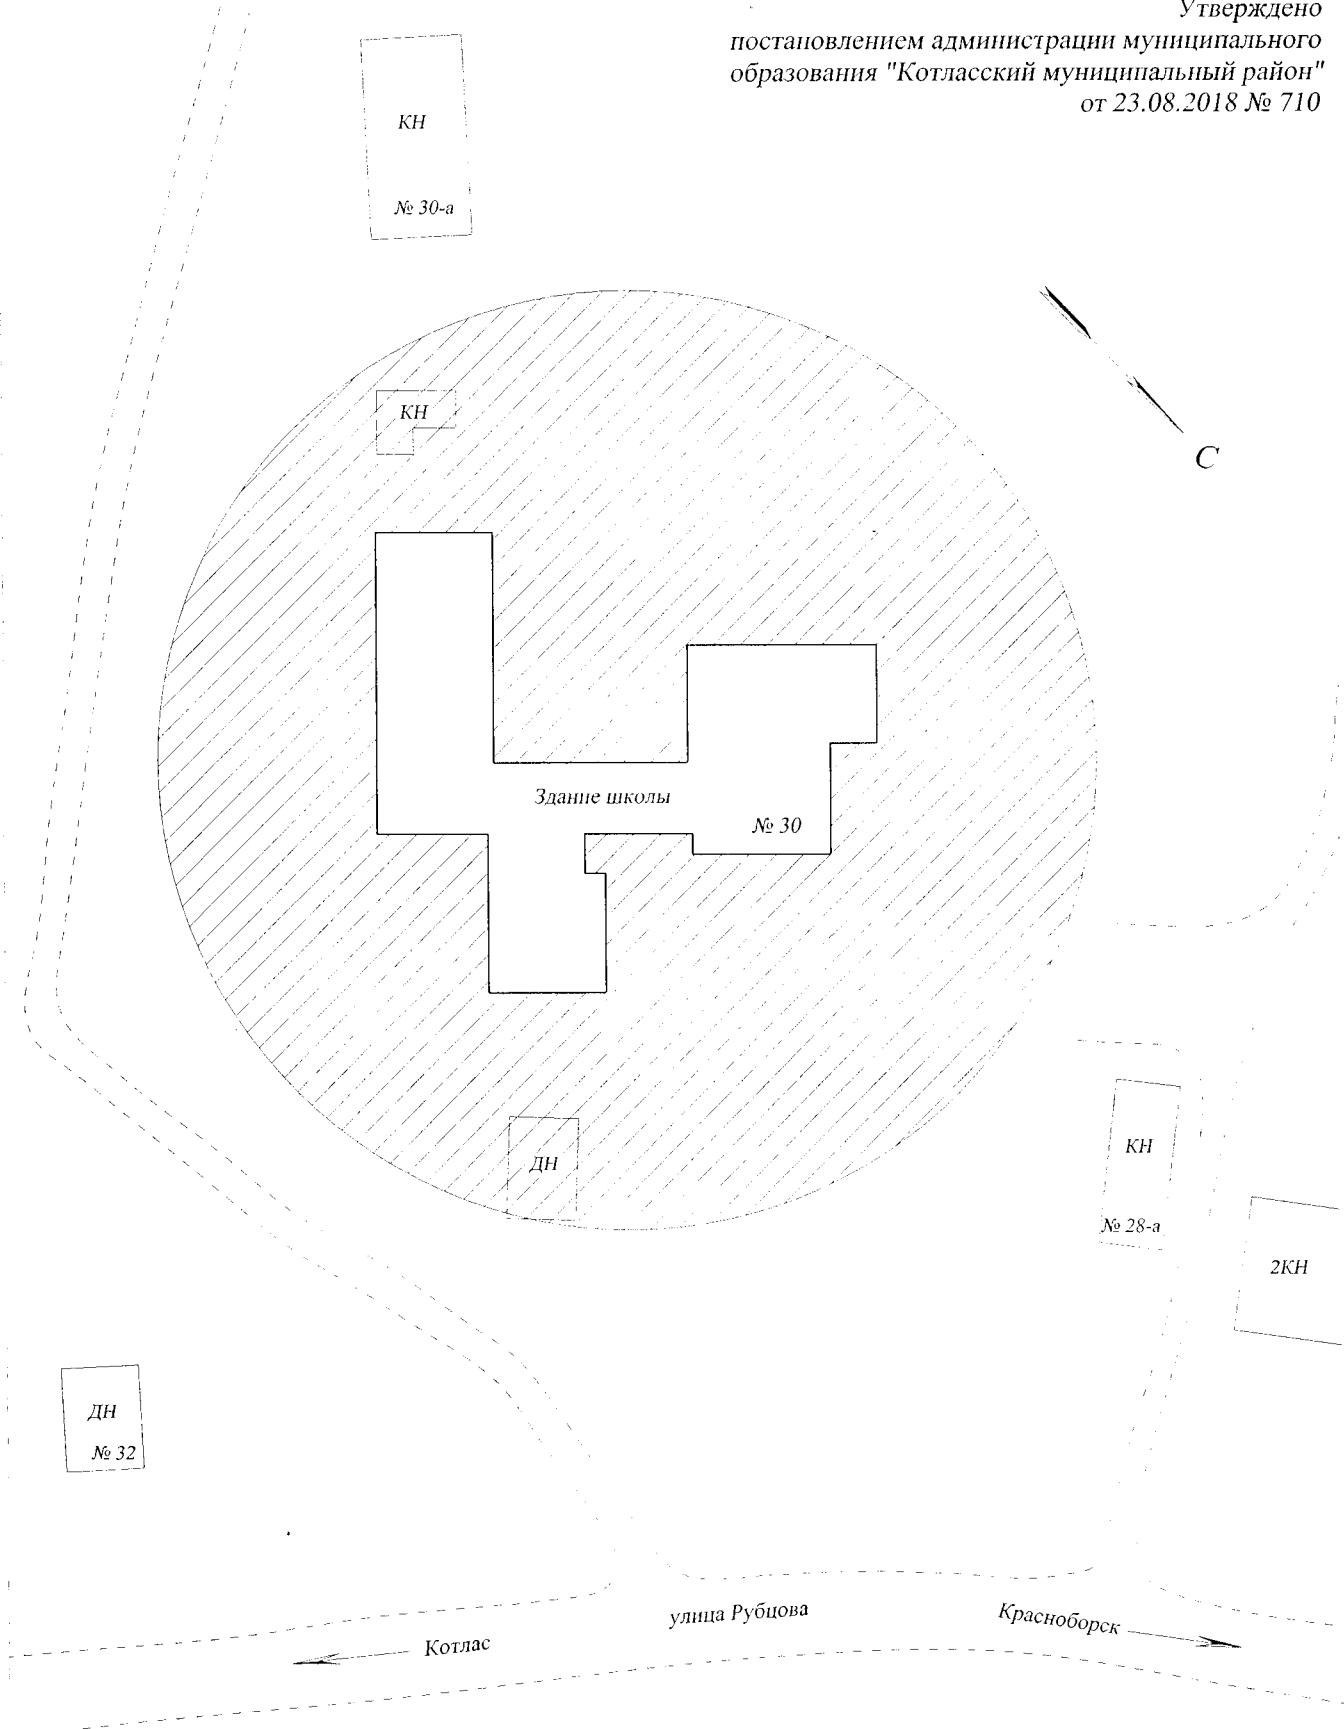 Утверждено
постановлением администрации муниципального
образования "Котласский муниципальный район"
от 23.08.2018 № 710
КН
№ 30-а
С
КН
Здание школы
№ 30
ДН
КН
№ 28-а
2КН
ДН
№ 32
улица Рубцова
Красноборск
Котлас